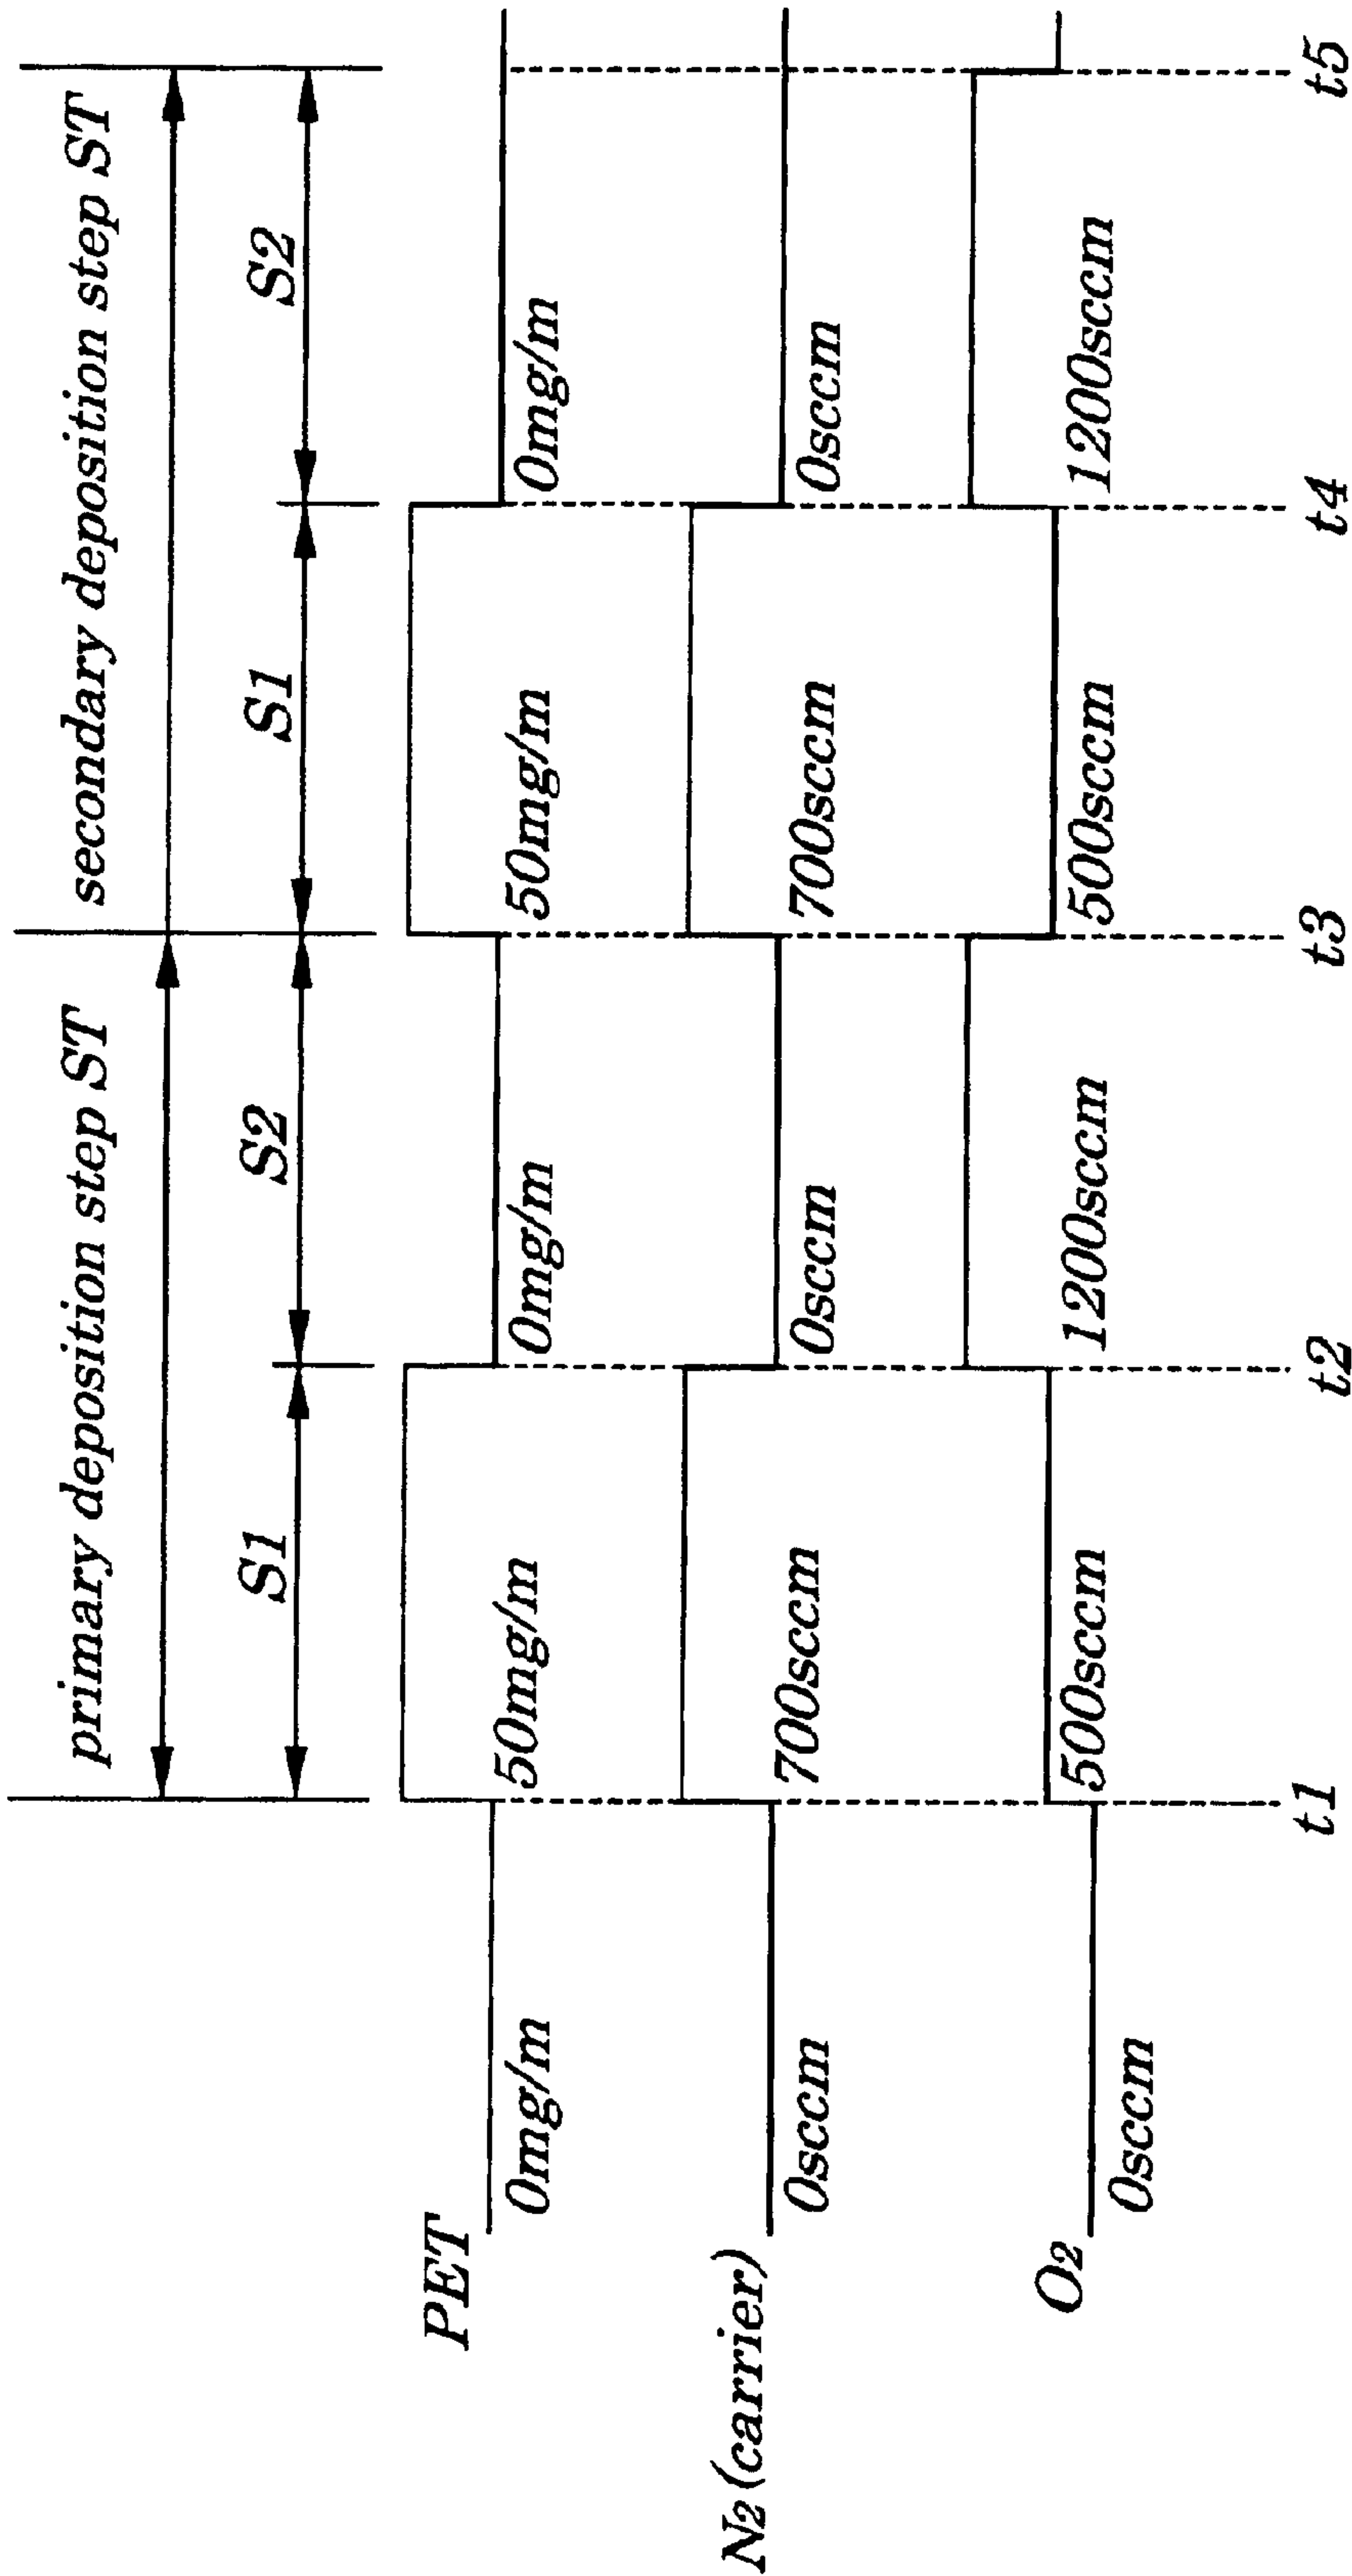 primary deposition step ST
secondary deposition step ST
S1
S2
S1
S2
PET
0mg/m
50mg/m
0mg/m
50mg/m
0mg/m
N2 (carrier)
0sccm
700sccm
0sccm
700sccm
0sccm
O2
0sccm
500sccm
1200sccm
500sccm
1200sccm
t1
t2
t3
t4
t5